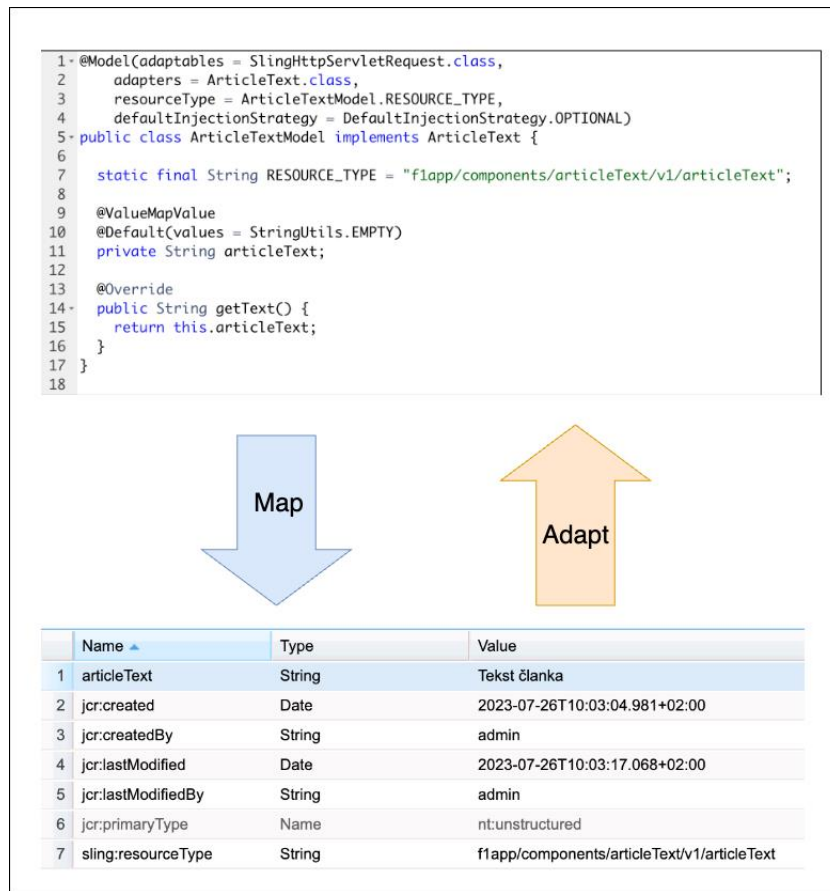 1 @Model(adaptables = SlingHttpServletRequest.class,
2 adapters = ArticleText.class,
3 resourceType = ArticleTextModel.RESOURCE_TYPE,
4 defaultInjectionStrategy = DefaultInjectionStrategy.OPTIONAL)
5 public class ArticleTextModel implements ArticleText {
6
7 static final String RESOURCE_TYPE = "f1app/components/articleText/v1/articleText";
8
9 @ValueMapValue
10 @Default(values = StringUtils.EMPTY)
11 private String articleText;
12
13 @Override
14 public String getText() {
15 return this.articleText;
16 }
17 }
18
Map
Adapt
Name Type Value
1 articleText String Tekst članka
2 jcr:created Date 2023-07-26T10:03:04.981+02:00
3 jcr:createdBy String admin
4 jcr:lastModified Date 2023-07-26T10:03:17.068+02:00
5 jcr:lastModifiedBy String admin
6 jcr:primaryType Name nt:unstructured
7 sling:resourceType String f1app/components/articleText/v1/articleText